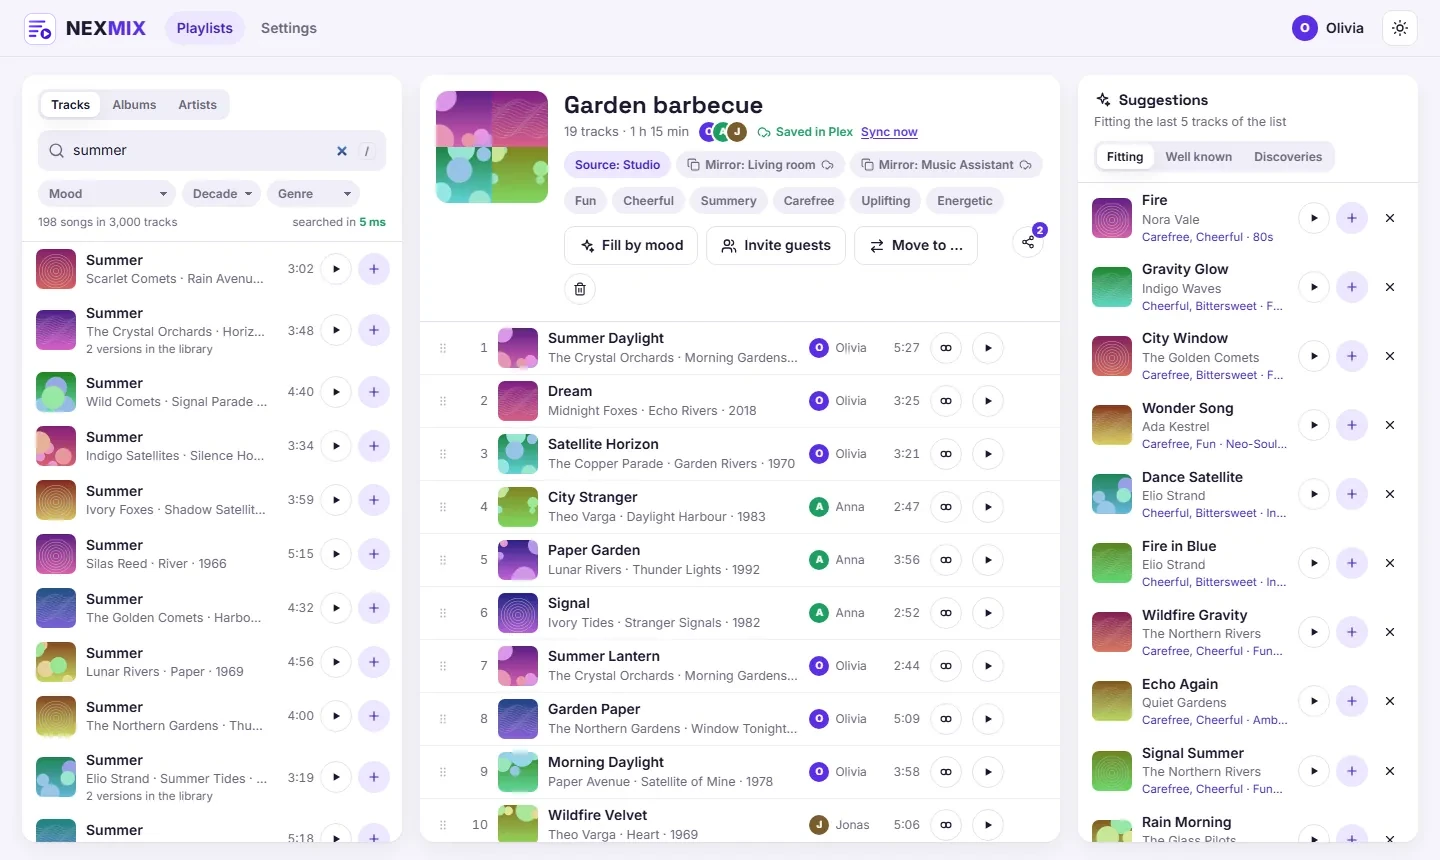 NEXMIX
Playlists
Settings
O
Olivia
Tracks
Albums
Artists
summer
/
Mood
Decade
Genre
198 songs in 3,000 tracks
searched in 5 ms
Summer
Scarlet Comets · Rain Avenu...
3:02
Summer
The Crystal Orchards · Horiz...
2 versions in the library
3:48
Summer
Wild Comets · Signal Parade ...
4:40
Summer
Indigo Satellites · Silence Ho...
3:34
Summer
Ivory Foxes · Shadow Satellit...
3:59
Summer
Silas Reed · River · 1966
5:15
Summer
The Golden Comets · Harbo...
4:32
Summer
Lunar Rivers · Paper · 1969
4:56
Summer
The Northern Gardens · Thu...
4:00
Summer
Elio Strand · Summer Tides · ...
2 versions in the library
3:19
Summer
5:18
Garden barbecue
19 tracks · 1 h 15 min
O A J
Saved in Plex
Sync now
Source: Studio
Mirror: Living room
Mirror: Music Assistant
Fun
Cheerful
Summery
Carefree
Uplifting
Energetic
Fill by mood
Invite guests
Move to ...
2
1
Summer Daylight
The Crystal Orchards · Morning Gardens...
O
Olivia
5:27
2
Dream
Midnight Foxes · Echo Rivers · 2018
O
Olivia
3:25
3
Satellite Horizon
The Copper Parade · Garden Rivers · 1970
O
Olivia
3:21
4
City Stranger
Theo Varga · Daylight Harbour · 1983
A
Anna
2:47
5
Paper Garden
Lunar Rivers · Thunder Lights · 1992
A
Anna
3:56
6
Signal
Ivory Tides · Stranger Signals · 1982
A
Anna
2:52
7
Summer Lantern
The Crystal Orchards · Morning Gardens...
O
Olivia
2:44
8
Garden Paper
The Northern Gardens · Window Tonight...
O
Olivia
5:09
9
Morning Daylight
Paper Avenue · Satellite of Mine · 1978
O
Olivia
3:58
10
Wildfire Velvet
Theo Varga · Heart · 1969
J
Jonas
5:06
Suggestions
Fitting the last 5 tracks of the list
Fitting
Well known
Discoveries
Fire
Nora Vale
Carefree, Cheerful · 80s
Gravity Glow
Indigo Waves
Cheerful, Bittersweet · F...
City Window
The Golden Comets
Carefree, Bittersweet · F...
Wonder Song
Ada Kestrel
Carefree, Fun · Neo-Soul...
Dance Satellite
Elio Strand
Cheerful, Bittersweet · In...
Fire in Blue
Elio Strand
Cheerful, Bittersweet · In...
Wildfire Gravity
The Northern Rivers
Carefree, Cheerful · Fun...
Echo Again
Quiet Gardens
Carefree, Cheerful · Amb...
Signal Summer
The Northern Rivers
Carefree, Cheerful · Fun...
Rain Morning
The Glass Pilots